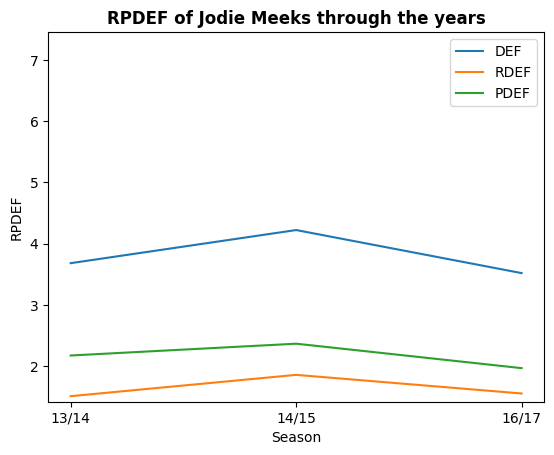 RPDEF of Jodie Meeks through the years
DEF
RDEF
PDEF
RPDEF
7
6
5
4
3
2
13/14 14/15 16/17
Season